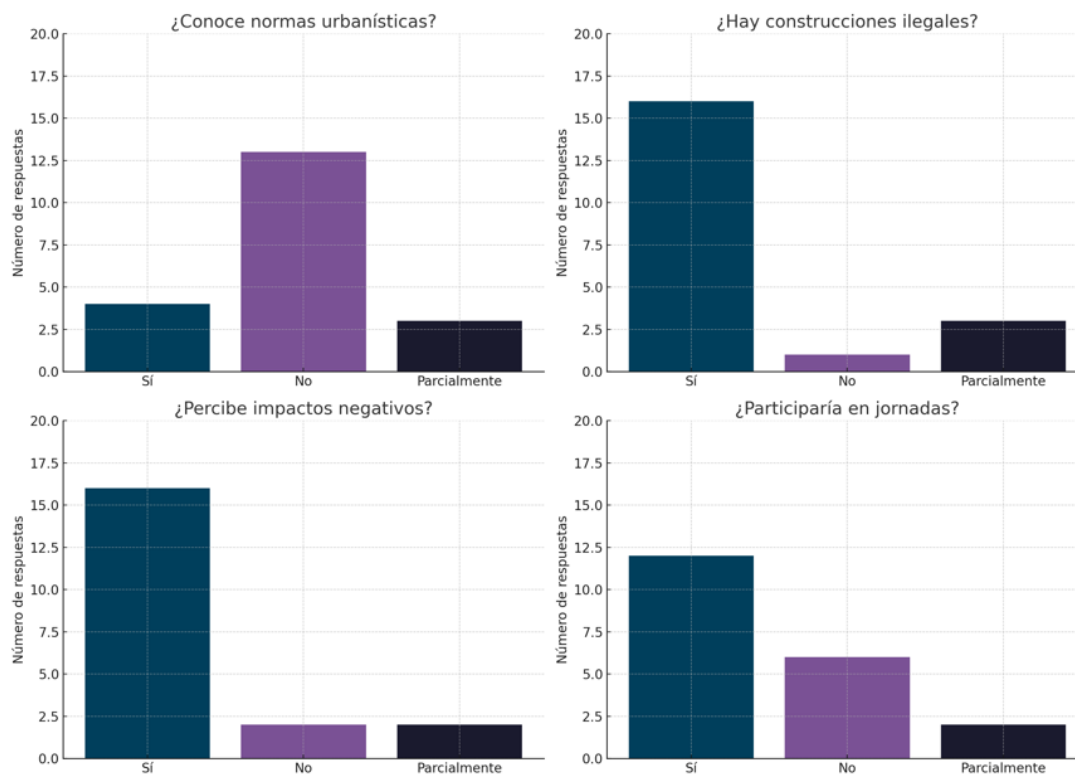 ¿Conoce normas urbanísticas?
20.0
17.5
15.0
12.5
10.0
7.5
5.0
2.5
0.0
Número de respuestas
Sí
No
Parcialmente
¿Hay construcciones ilegales?
20.0
17.5
15.0
12.5
10.0
7.5
5.0
2.5
0.0
Número de respuestas
Sí
No
Parcialmente
¿Percibe impactos negativos?
20.0
17.5
15.0
12.5
10.0
7.5
5.0
2.5
0.0
Número de respuestas
Sí
No
Parcialmente
¿Participaría en jornadas?
20.0
17.5
15.0
12.5
10.0
7.5
5.0
2.5
0.0
Número de respuestas
Sí
No
Parcialmente